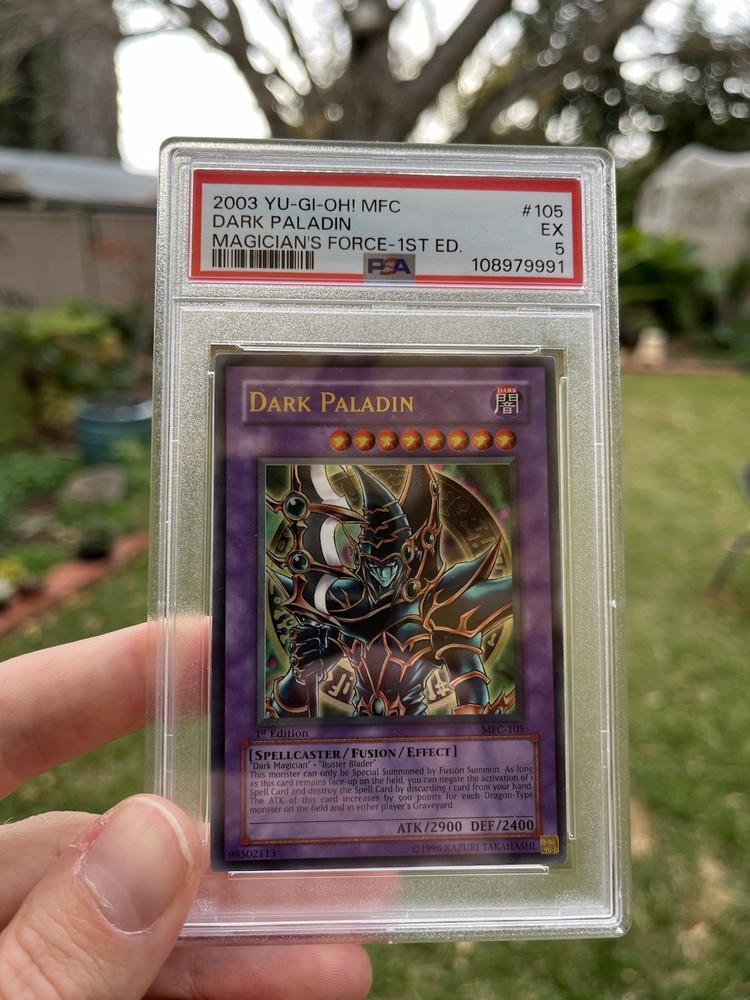 2003 YU-GI-OH! MFC #105
DARK PALADIN EX
MAGICIAN'S FORCE-1ST ED. 5
PSA 108979991
DARK PALADIN
DARK
闇
1st Edition MFC-105
[SPELLCASTER/FUSION/EFFECT]
"Dark Magician" + "Buster Blader"
This monster can only be Special Summoned by Fusion Summon. As long
as this card remains face-up on the field, you can negate the activation of 1
Spell Card and destroy the Spell Card by discarding 1 card from your hand.
The ATK of this card increases by 500 points for each Dragon-Type
monster on the field and in either player's Graveyard.
ATK/2900 DEF/2400
98502113 ©1996 KAZUKI TAKAHASHI